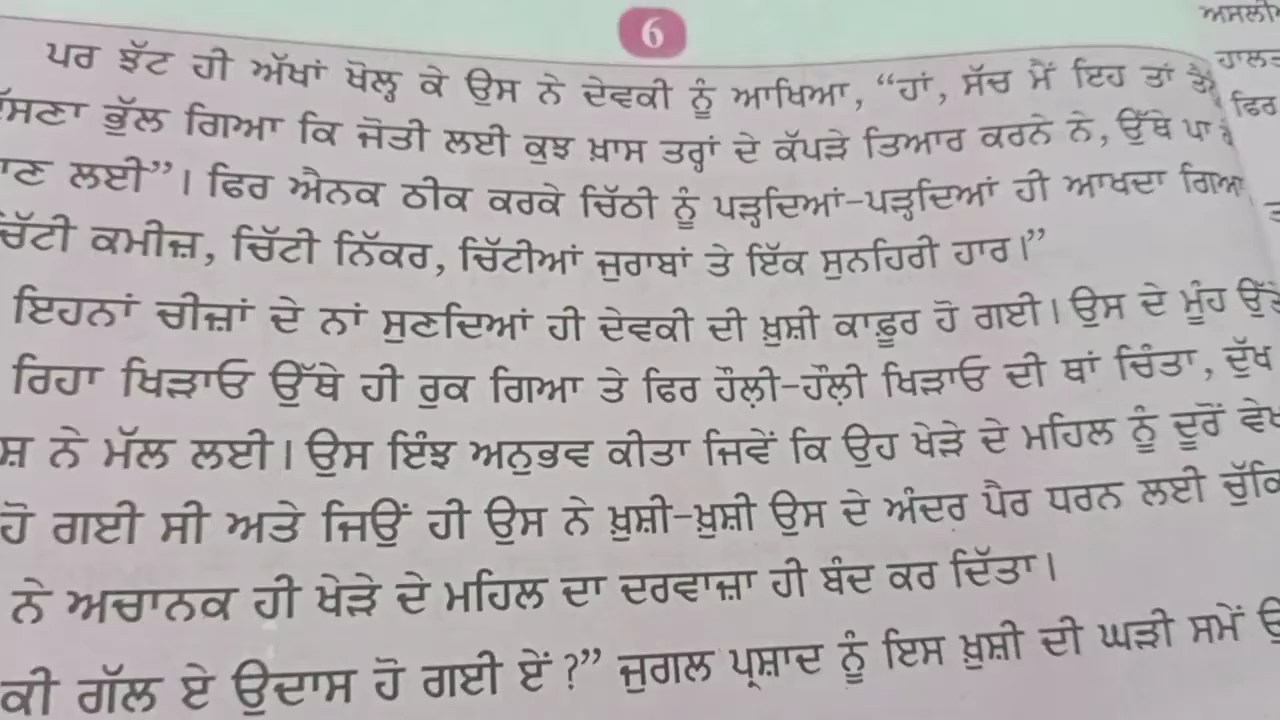 6
ਪਰ ਝੱਟ ਹੀ ਅੱਖਾਂ ਖੋਲ੍ਹ ਕੇ ਉਸ ਨੇ ਦੇਵਕੀ ਨੂੰ ਆਖਿਆ, “ਹਾਂ, ਸੱਚ ਮੈਂ ਇਹ ਤਾਂ
ਭੁੱਲ ਗਿਆ ਕਿ ਜੋਤੀ ਲਈ ਕੁਝ ਖ਼ਾਸ ਤਰ੍ਹਾਂ ਦੇ ਕੱਪੜੇ ਤਿਆਰ ਕਰਨੇ ਨੇ, ਉੱਥੇ ਪਾ
ਲਈ”। ਫਿਰ ਐਨਕ ਠੀਕ ਕਰਕੇ ਚਿੱਠੀ ਨੂੰ ਪੜ੍ਹਦਿਆਂ-ਪੜ੍ਹਦਿਆਂ ਹੀ ਆਖਦਾ ਗਿਆ
ਚਿੱਟੀ ਕਮੀਜ਼, ਚਿੱਟੀ ਨਿੱਕਰ, ਚਿੱਟੀਆਂ ਜੁਰਾਬਾਂ ਤੇ ਇੱਕ ਸੁਨਹਿਰੀ ਹਾਰ।”
ਇਹਨਾਂ ਚੀਜ਼ਾਂ ਦੇ ਨਾਂ ਸੁਣਦਿਆਂ ਹੀ ਦੇਵਕੀ ਦੀ ਖ਼ੁਸ਼ੀ ਕਾਫ਼ੂਰ ਹੋ ਗਈ। ਉਸ ਦੇ ਮੂੰਹ
ਰਿਹਾ ਖਿੜਾਓ ਉੱਥੇ ਹੀ ਰੁਕ ਗਿਆ ਤੇ ਫਿਰ ਹੌਲ਼ੀ-ਹੌਲ਼ੀ ਖਿੜਾਓ ਦੀ ਥਾਂ ਚਿੰਤਾ, ਦੁੱਖ
ਨੇ ਮੱਲ ਲਈ। ਉਸ ਇੰਝ ਅਨੁਭਵ ਕੀਤਾ ਜਿਵੇਂ ਕਿ ਉਹ ਖੇੜੇ ਦੇ ਮਹਿਲ ਨੂੰ ਦੂਰੋਂ
ਹੋ ਗਈ ਸੀ ਅਤੇ ਜਿਉਂ ਹੀ ਉਸ ਨੇ ਖ਼ੁਸ਼ੀ-ਖ਼ੁਸ਼ੀ ਉਸ ਦੇ ਅੰਦਰ ਪੈਰ ਧਰਨ ਲਈ
ਨੇ ਅਚਾਨਕ ਹੀ ਖੇੜੇ ਦੇ ਮਹਿਲ ਦਾ ਦਰਵਾਜ਼ਾ ਹੀ ਬੰਦ ਕਰ ਦਿੱਤਾ।
ਕੀ ਗੱਲ ਏ ਉਦਾਸ ਹੋ ਗਈ ਏਂ?” ਜੁਗਲ ਪ੍ਰਸ਼ਾਦ ਨੂੰ ਇਸ ਖ਼ੁਸ਼ੀ ਦੀ ਘੜੀ ਸਮੇਂ
ਫਿਰ